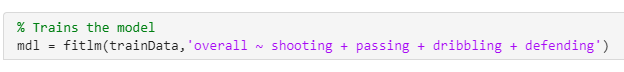 % Trains the model
mdl = fitlm(trainData,'overall ~ shooting + passing + dribbling + defending')